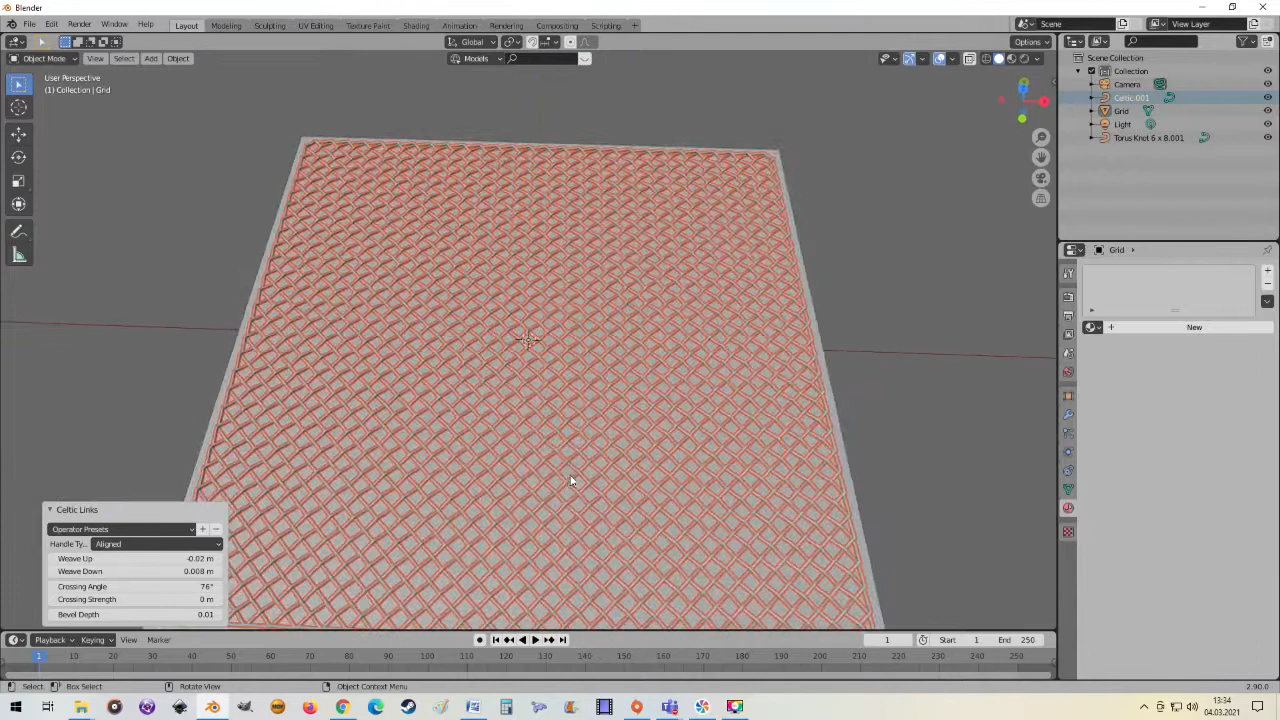 Blender
File Edit Render Window Help Layout Modeling Sculpting UV Editing Texture Paint Shading Animation Rendering Compositing Scripting + Scene View Layer
Global Options
Object Mode View Select Add Object Models
User Perspective
(1) Collection | Grid
Scene Collection
Collection
Camera
Celtic.001
Grid
Light
Torus Knot 6 x 8.001
Grid
New
Celtic Links
Operator Presets
Handle Ty.. Aligned
Weave Up -0.02 m
Weave Down 0.008 m
Crossing Angle 76°
Crossing Strength 0 m
Bevel Depth 0.01
Playback Keying View Marker 1 Start 1 End 250
1 10 20 30 40 50 60 70 80 90 100 110 120 130 140 150 160 170 180 190 200 210 220 230 240 250
Select Box Select Rotate View Object Context Menu 2.90.0
13:34
04.03.2021